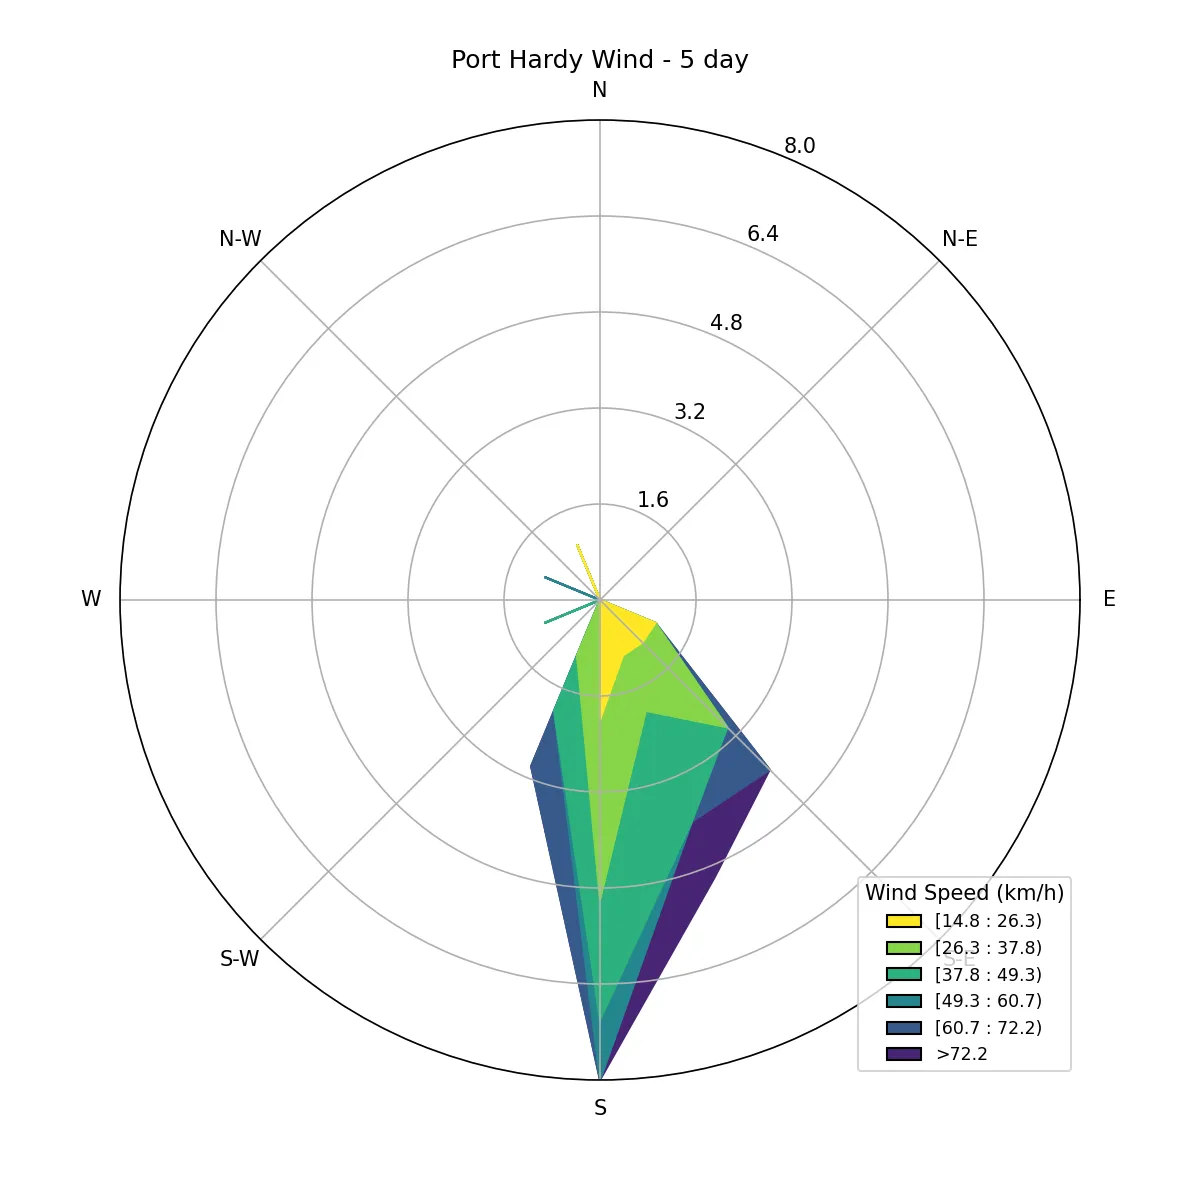 Port Hardy Wind - 5 day
N
8.0
N-W
6.4
N-E
4.8
3.2
1.6
W
E
Wind Speed (km/h)
[14.8 : 26.3)
[26.3 : 37.8)
S-W
S-E
[37.8 : 49.3)
[49.3 : 60.7)
[60.7 : 72.2)
>72.2
S